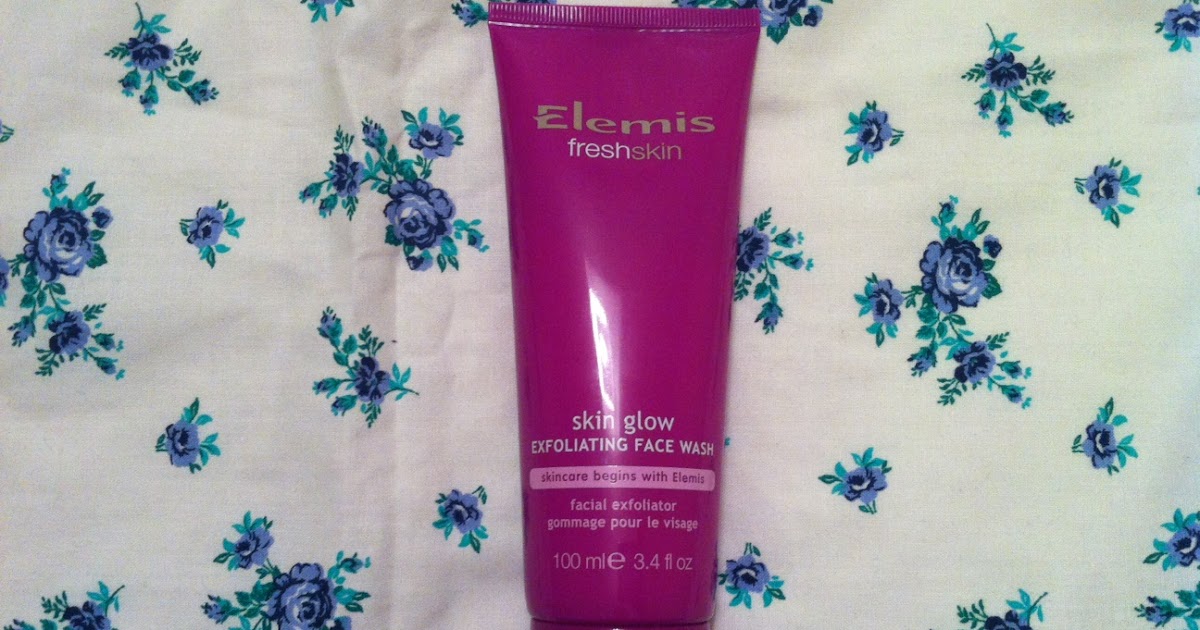 Elemis
freshskin
skin glow
EXFOLIATING FACE WASH
skincare begins with Elemis
facial exfoliator
gommage pour le visage
100 ml e 3.4 fl oz